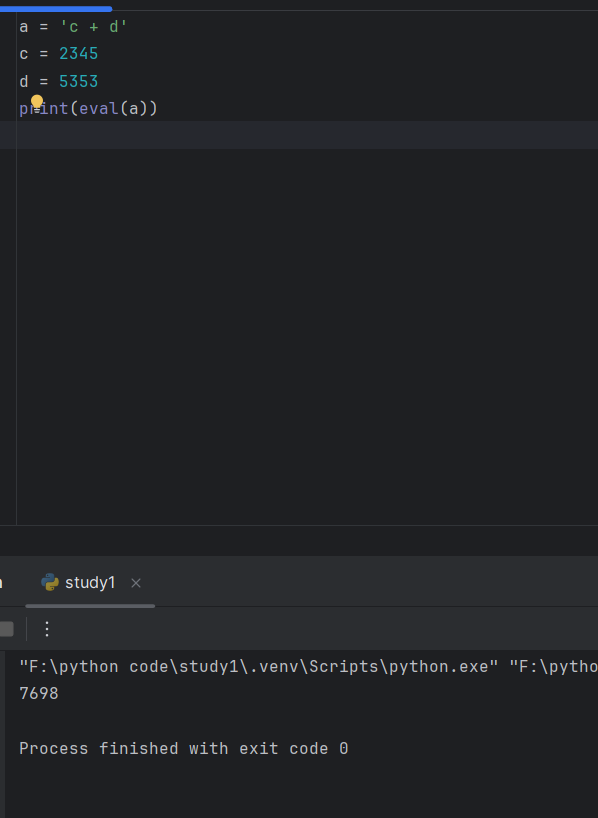 a = 'c + d'
c = 2345
d = 5353
print(eval(a))
study1
"F:\python code\study1\.venv\Scripts\python.exe" "F:\pytho
7698
Process finished with exit code 0